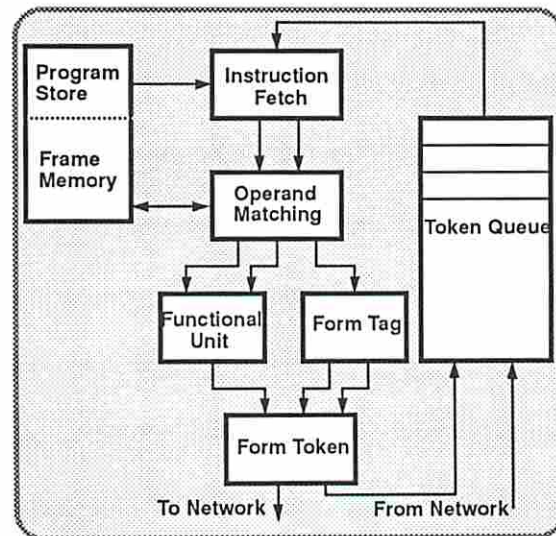 Program
Store
Instruction
Fetch
Frame
Memory
Operand
Matching
Token Queue
Functional
Unit
Form Tag
Form Token
To Network
From Network